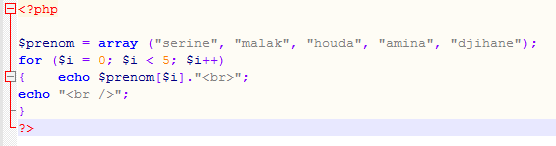 <?php
$prenom = array ("serine", "malak", "houda", "amina", "djihane");
for ($i = 0; $i < 5; $i++)
{    echo $prenom[$i]."<br>";
echo "<br />";
}
?>